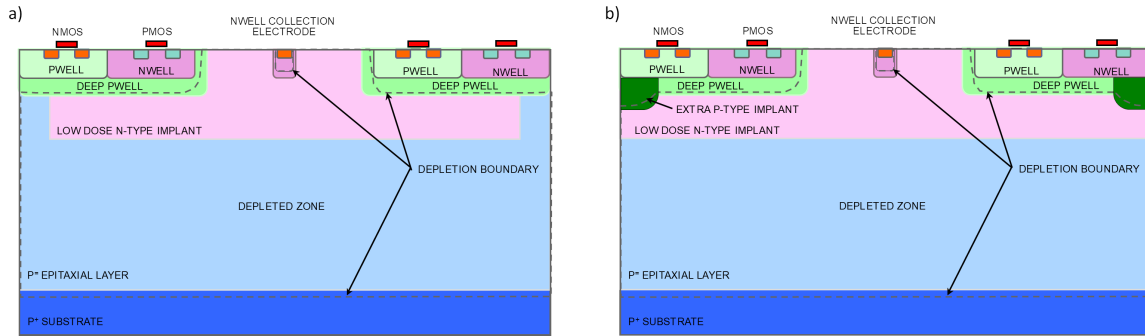 a)
NMOS
PMOS
NWELL COLLECTION
ELECTRODE
PWELL
NWELL
PWELL
NWELL
DEEP PWELL
DEEP PWELL
LOW DOSE N-TYPE IMPLANT
DEPLETION BOUNDARY
DEPLETED ZONE
P= EPITAXIAL LAYER
P+ SUBSTRATE
b)
NMOS
PMOS
NWELL COLLECTION
ELECTRODE
PWELL
NWELL
PWELL
NWELL
DEEP PWELL
DEEP PWELL
EXTRA P-TYPE IMPLANT
LOW DOSE N-TYPE IMPLANT
DEPLETION BOUNDARY
DEPLETED ZONE
P= EPITAXIAL LAYER
P+ SUBSTRATE